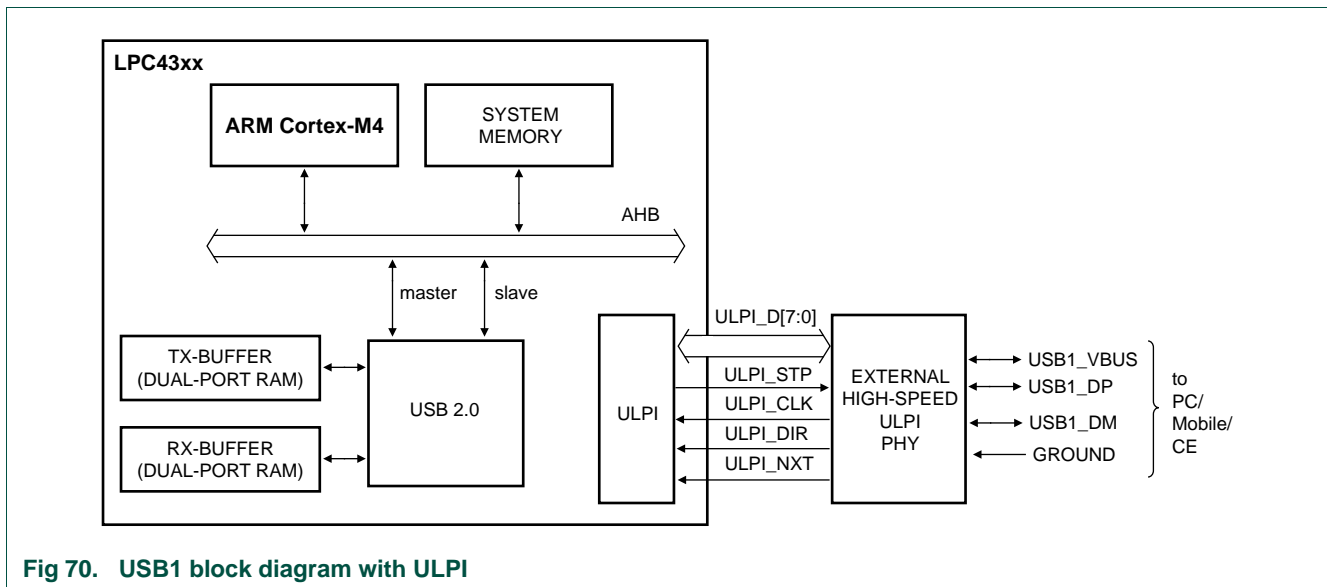 LPC43xx
ARM Cortex-M4
SYSTEM
MEMORY
AHB
master
slave
TX-BUFFER
(DUAL-PORT RAM)
RX-BUFFER
(DUAL-PORT RAM)
USB 2.0
ULPI
ULPI_D[7:0]
ULPI_STP
ULPI_CLK
ULPI_DIR
ULPI_NXT
EXTERNAL
HIGH-SPEED
ULPI
PHY
USB1_VBUS
USB1_DP
USB1_DM
GROUND
to
PC/
Mobile/
CE
Fig 70. USB1 block diagram with ULPI